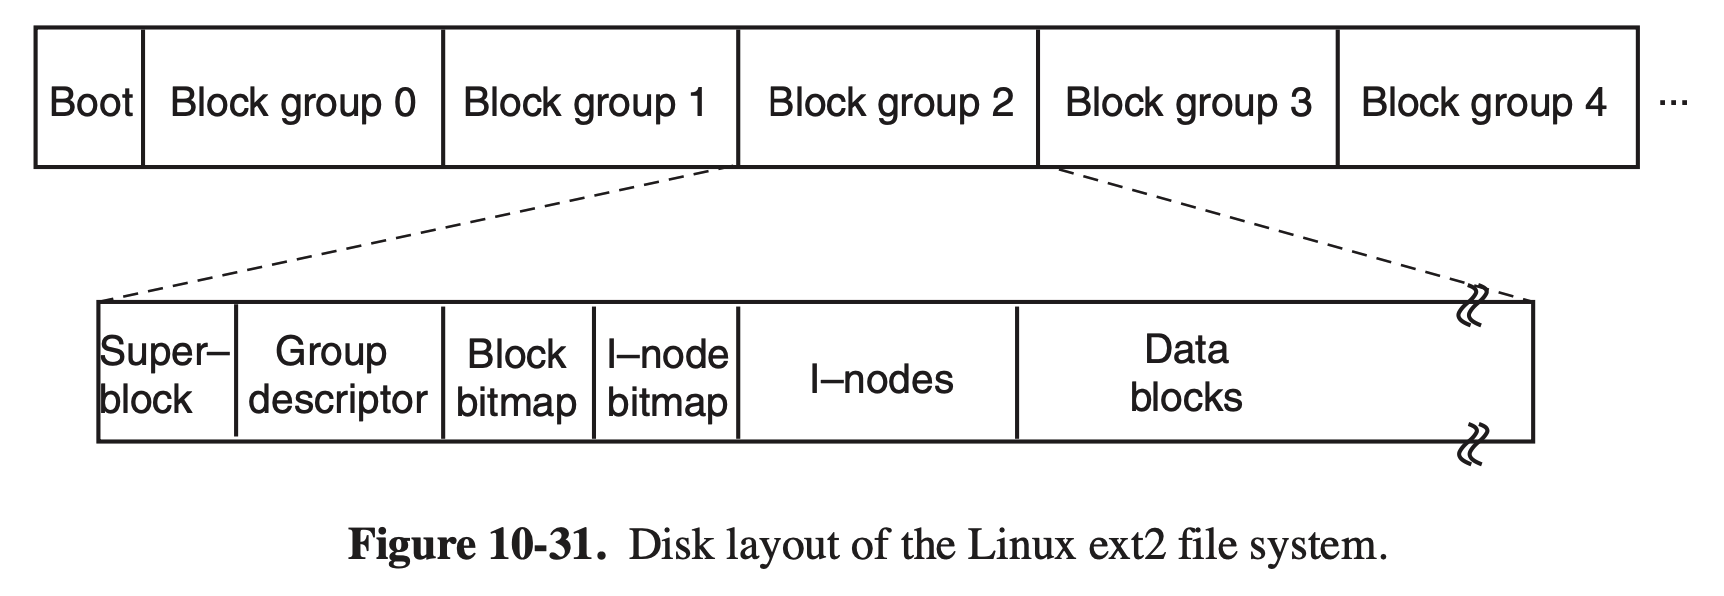 Boot Block group 0 Block group 1 Block group 2 Block group 3 Block group 4 ...
Super–
block
Group
descriptor
Block
bitmap
I–node
bitmap
I–nodes
Data
blocks
Figure 10-31. Disk layout of the Linux ext2 file system.